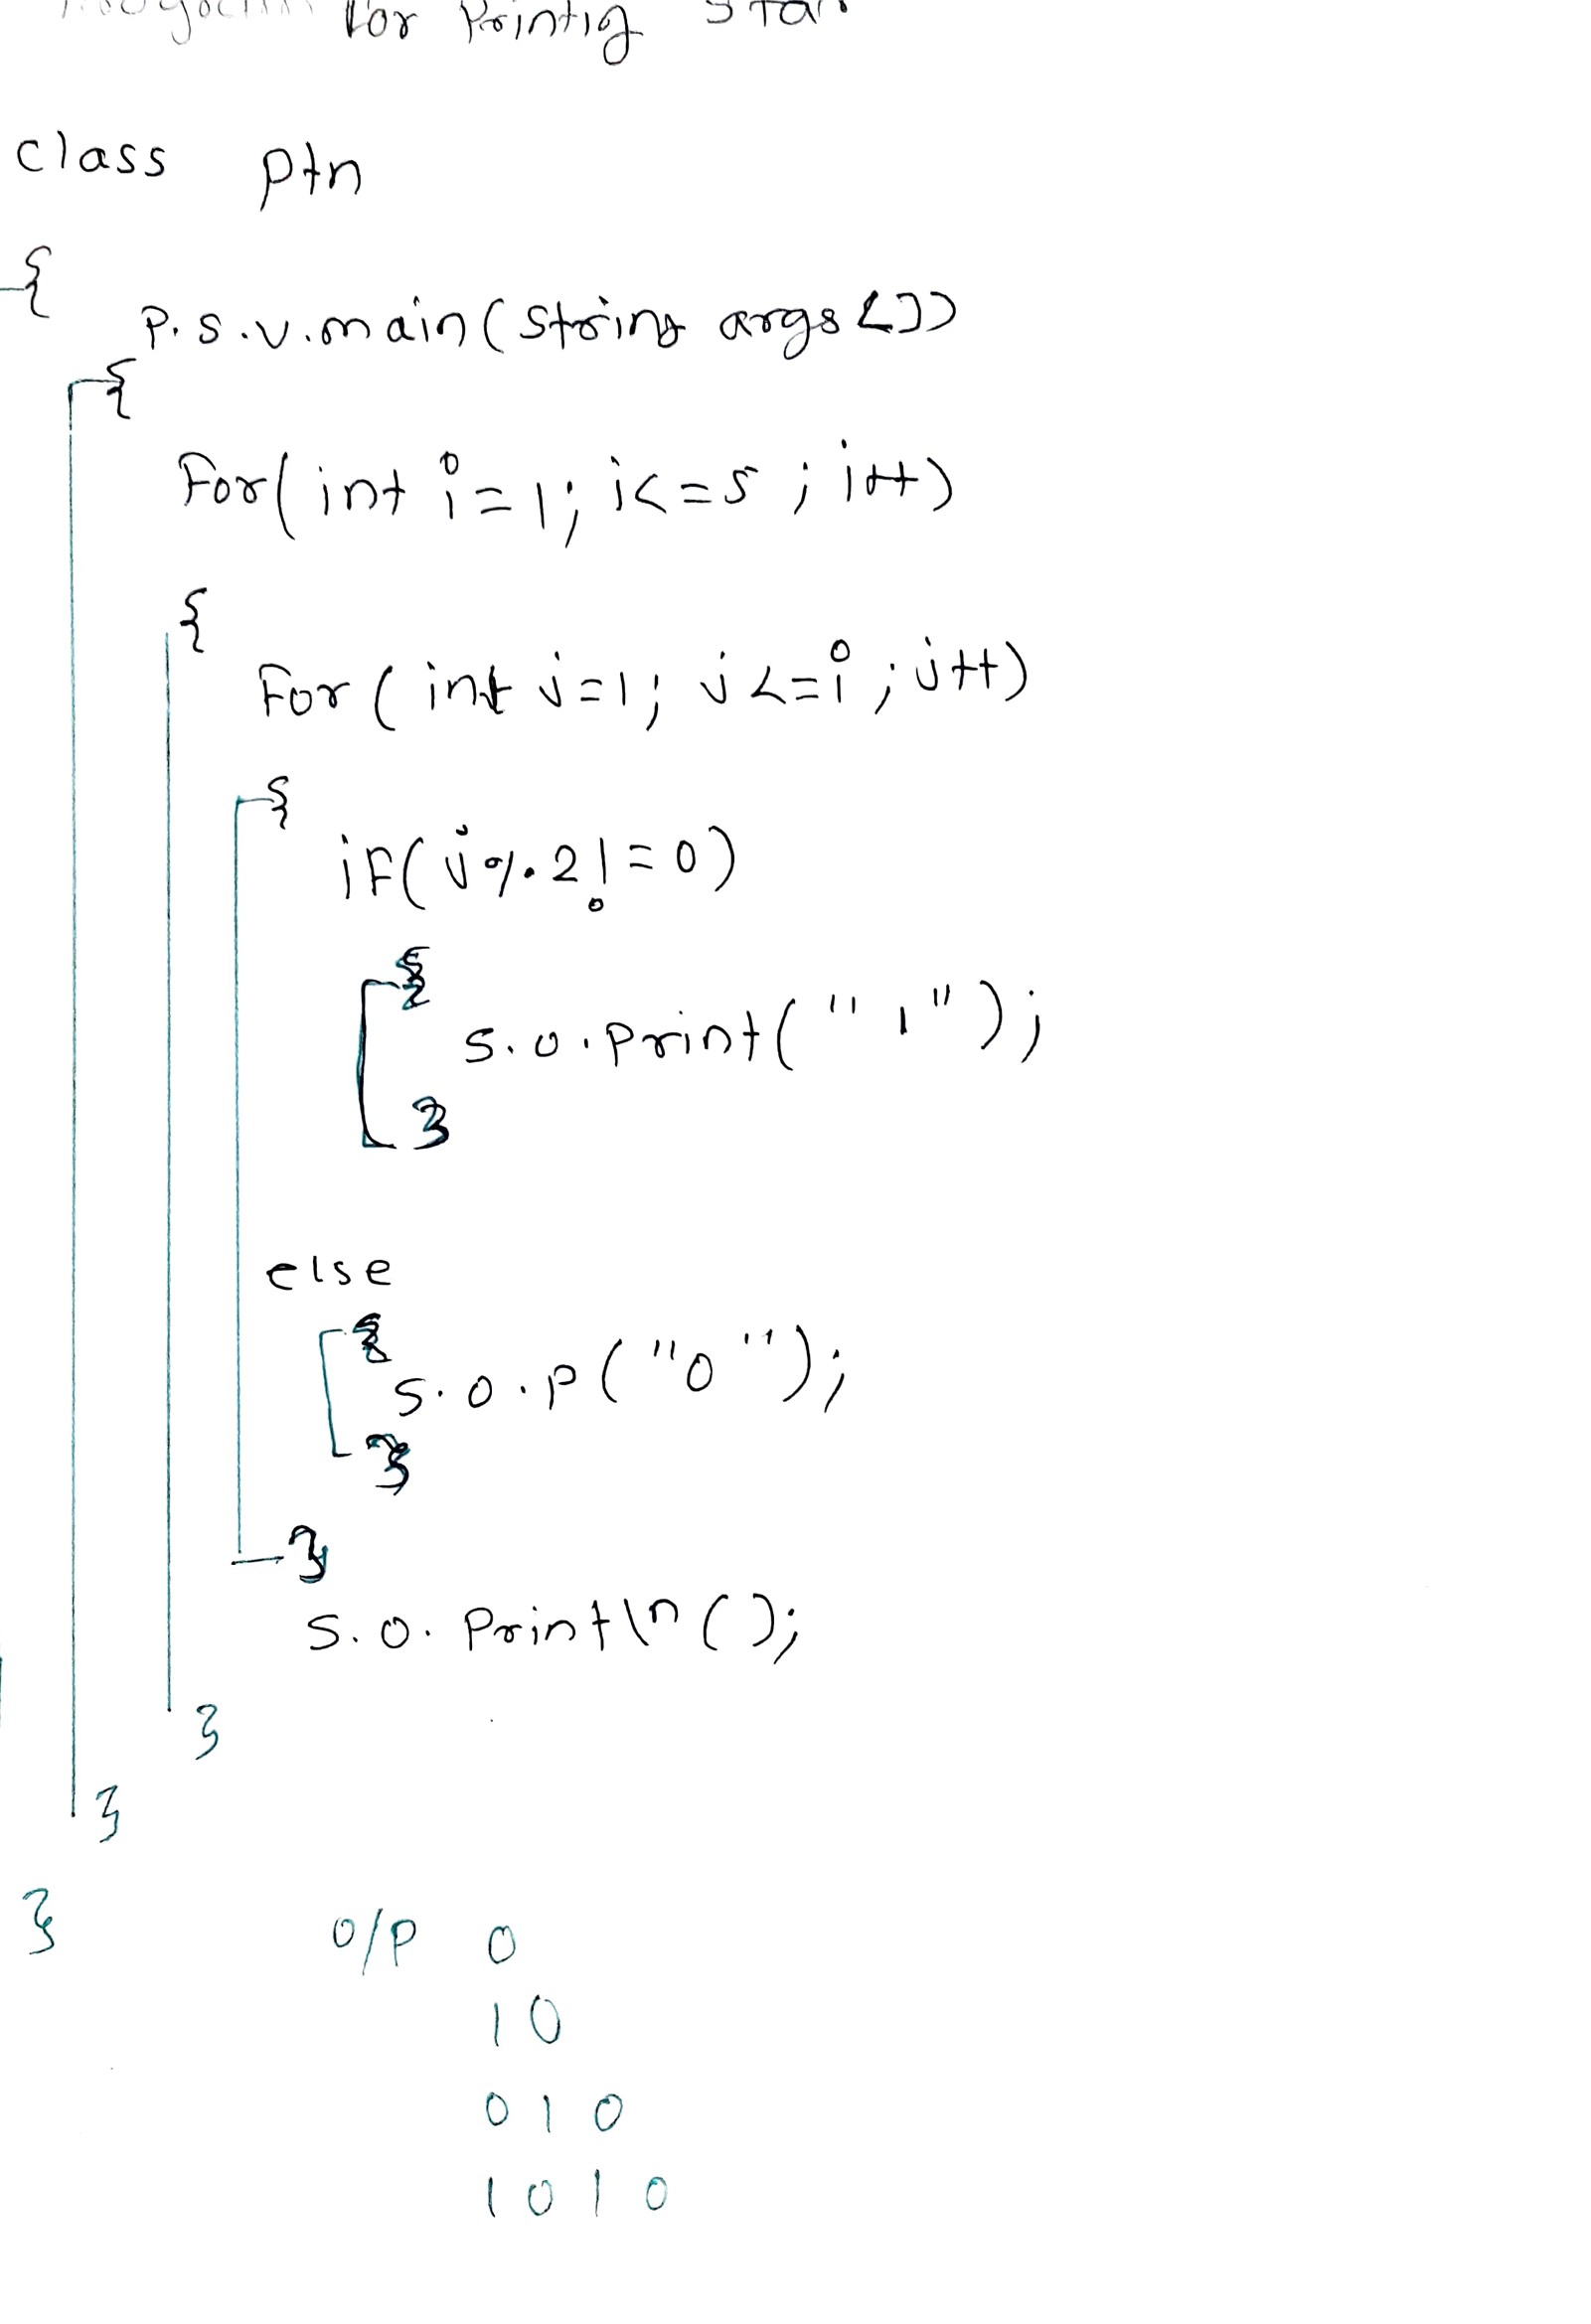 for Printig Star
class ptn
{
P.S.V.main(string args[])
{
For(int i=1; i<=5; i++)
{
For(int j=1; j<=i; j++)
{
if(j%2!=0)
{
S.O.print("1");
}
else
{
S.O.P("0");
}
}
S.O.Println();
}
}
}
O/P 0
1 0
0 1 0
1 0 1 0